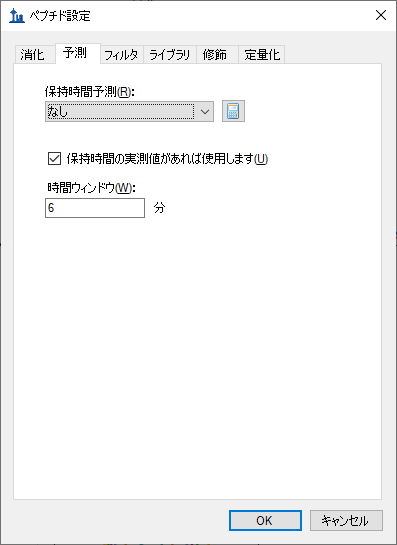 ペプチド設定
消化 予測 フィルタ ライブラリ 修飾 定量化
保持時間予測(R):
なし
保持時間の実測値があれば使用します(U)
時間ウィンドウ(W):
6 分
OK キャンセル